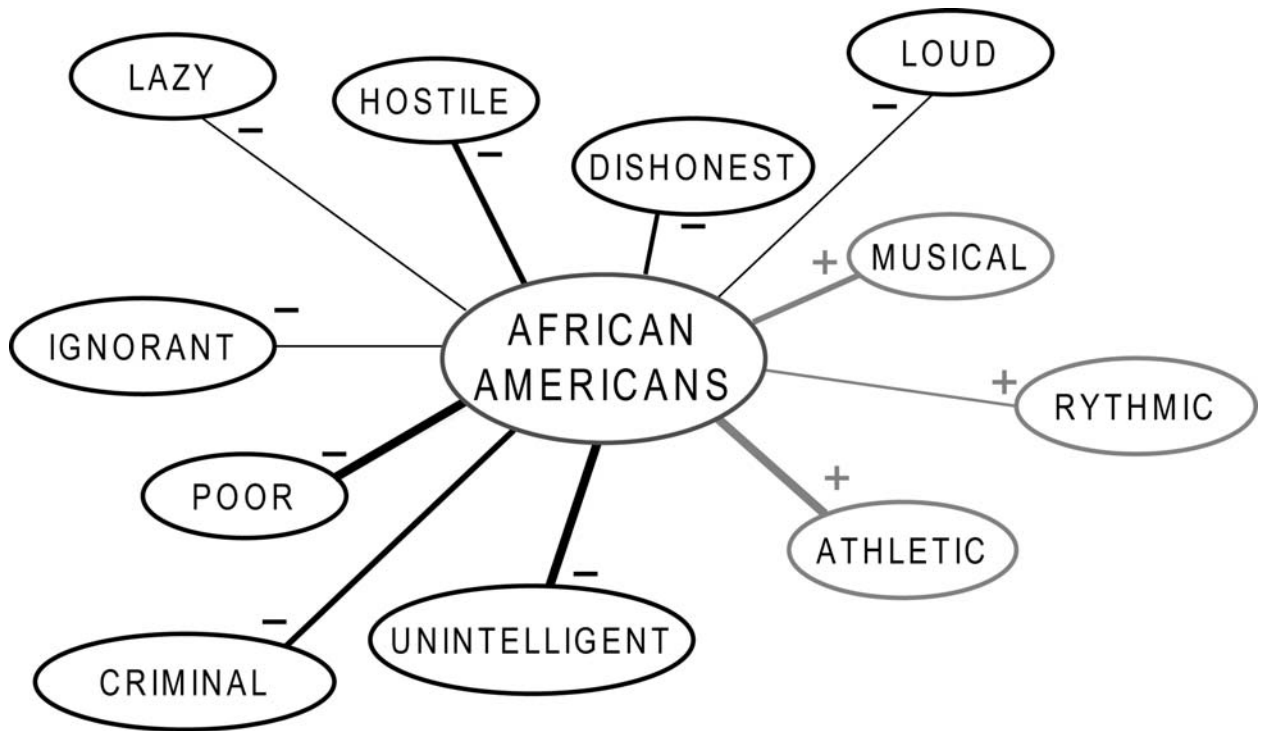 LOUD
LAZY
HOSTILE
DISHONEST
MUSICAL
AFRICAN
AMERICANS
IGNORANT
RYTHMIC
POOR
ATHLETIC
UNINTELLIGENT
CRIMINAL
− − − − − − − − + + +